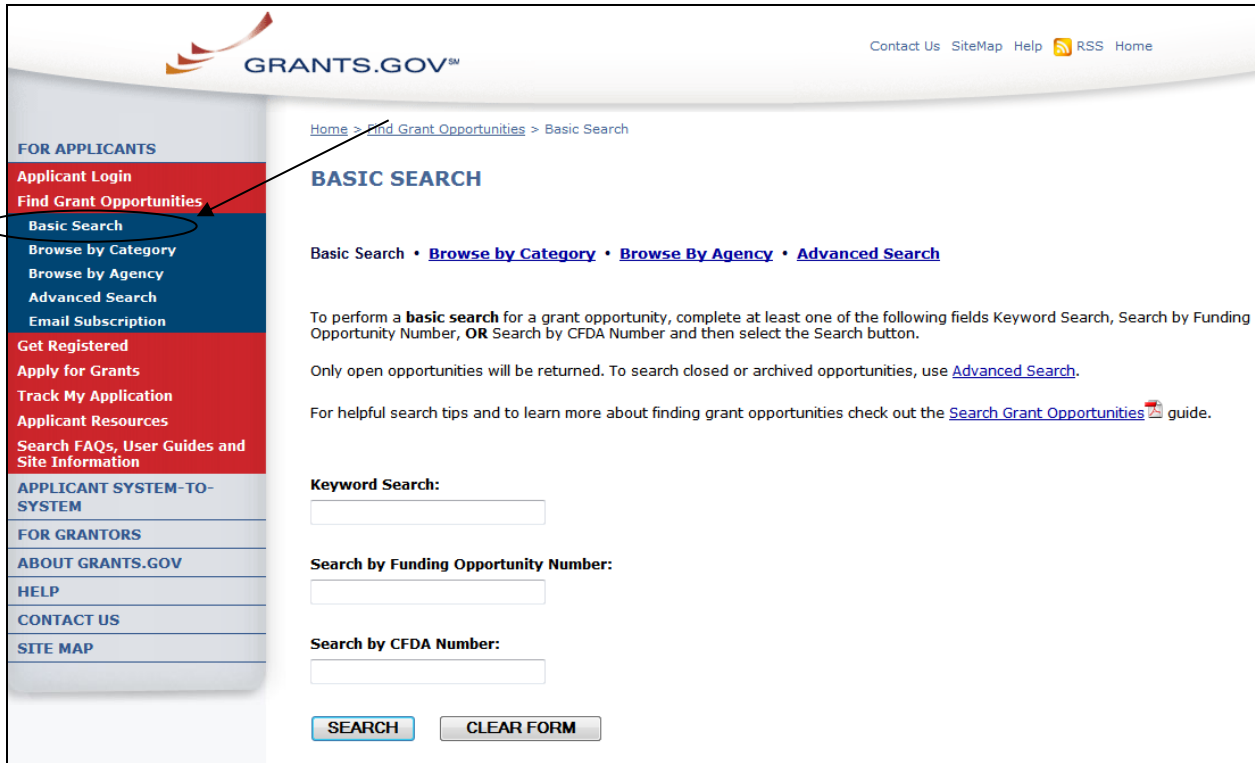 GRANTS.GOV℠
Contact Us SiteMap Help RSS Home
FOR APPLICANTS
Applicant Login
Find Grant Opportunities
Basic Search
Browse by Category
Browse by Agency
Advanced Search
Email Subscription
Get Registered
Apply for Grants
Track My Application
Applicant Resources
Search FAQs, User Guides and
Site Information
APPLICANT SYSTEM-TO-
SYSTEM
FOR GRANTORS
ABOUT GRANTS.GOV
HELP
CONTACT US
SITE MAP
Home > Find Grant Opportunities > Basic Search
BASIC SEARCH
Basic Search • Browse by Category • Browse By Agency • Advanced Search
To perform a basic search for a grant opportunity, complete at least one of the following fields Keyword Search, Search by Funding
Opportunity Number, OR Search by CFDA Number and then select the Search button.
Only open opportunities will be returned. To search closed or archived opportunities, use Advanced Search.
For helpful search tips and to learn more about finding grant opportunities check out the Search Grant Opportunities guide.
Keyword Search:
Search by Funding Opportunity Number:
Search by CFDA Number:
SEARCH CLEAR FORM